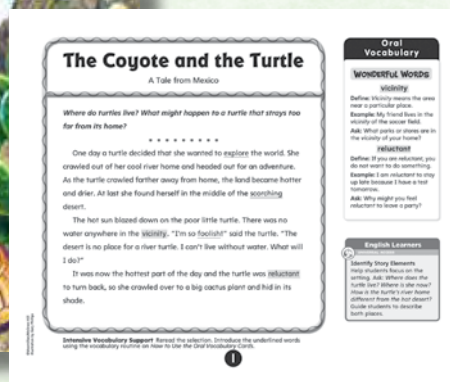 The Coyote and the Turtle
A Tale from Mexico
Where do turtles live? What might happen to a turtle that strays too
far from its home?
One day a turtle decided that she wanted to explore the world. She
crawled out of her cool river home and headed out for an adventure.
As the turtle crawled farther away from home, the land became hotter
and drier. At last she found herself in the middle of the scorching
desert.
The hot sun blazed down on the poor little turtle. There was no
water anywhere in the vicinity. "I'm so foolish!" said the turtle. "The
desert is no place for a river turtle. I can't live without water. What will
I do?"
It was now the hottest part of the day and the turtle was reluctant
to turn back, so she crawled over to a big cactus plant and hid in its
shade.
Intensive Vocabulary Support Reread the selection. Introduce the underlined words
using the vocabulary routine on How to Use the Oral Vocabulary Cards.
1
Oral
Vocabulary
WONDERFUL WORDS
vicinity
Define: Vicinity means the area
near a particular place.
Example: My friend lives in the
vicinity of the soccer field.
Ask: What parks or stores are in
the vicinity of your home?
reluctant
Define: If you are reluctant, you
do not want to do something.
Example: I am reluctant to stay
up late because I have a test
tomorrow.
Ask: Why might you feel
reluctant to leave a party?
English Learners
Identify Story Elements
Help students focus on the
setting. Ask: Where does the
turtle live? Where is she now?
How is the turtle's river home
different from the hot desert?
Guide students to describe
both places.